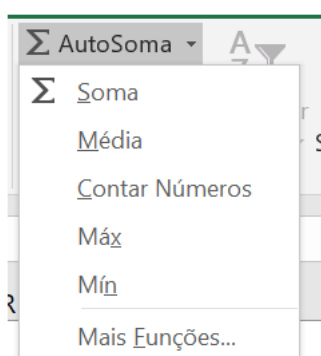 Σ AutoSoma
A
Z
Σ Soma
Média
Contar Números
Máx
Mín
R
Mais Funções...